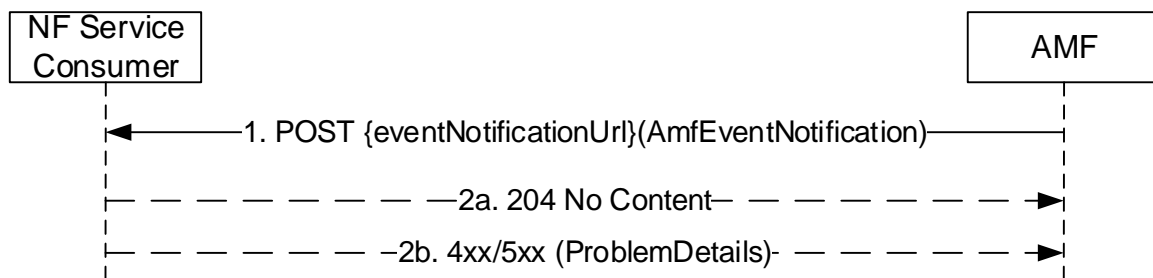 NF Service
Consumer
AMF
1. POST {eventNotificationUrl}(AmfEventNotification)
2a. 204 No Content
2b. 4xx/5xx (ProblemDetails)